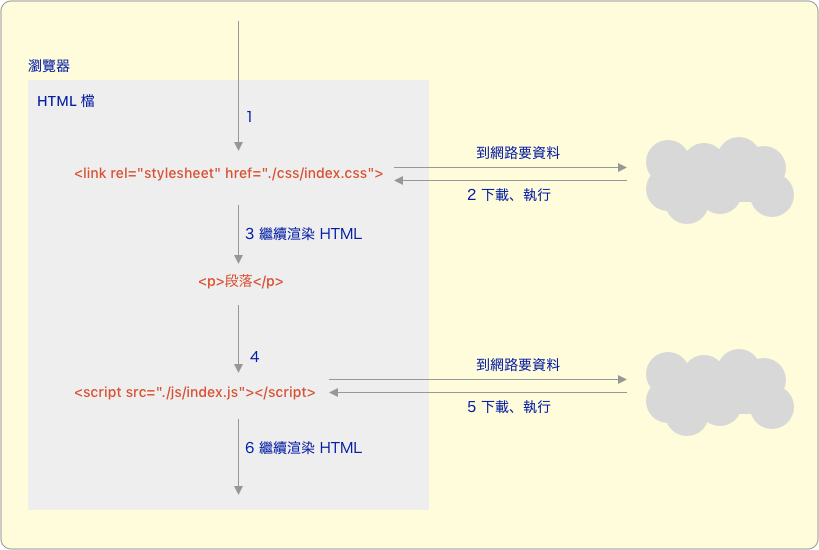 瀏覽器
HTML 檔
1
<link rel="stylesheet" href="./css/index.css">
到網路要資料
2 下載、執行
3 繼續渲染 HTML
<p>段落</p>
4
<script src="./js/index.js"></script>
到網路要資料
5 下載、執行
6 繼續渲染 HTML